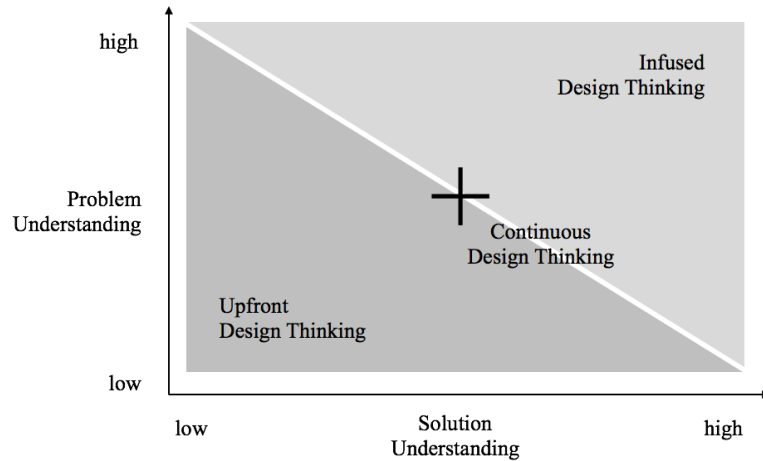 high
Infused
Design Thinking
Problem
Understanding
Continuous
Design Thinking
Upfront
Design Thinking
low
low
Solution
Understanding
high